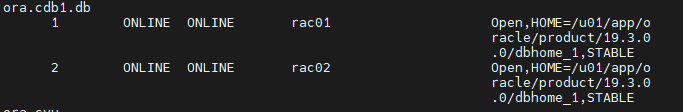 ora.cdb1.db
1 ONLINE ONLINE rac01 Open,HOME=/u01/app/o
racle/product/19.3.0
.0/dbhome_1,STABLE
2 ONLINE ONLINE rac02 Open,HOME=/u01/app/o
racle/product/19.3.0
.0/dbhome_1,STABLE